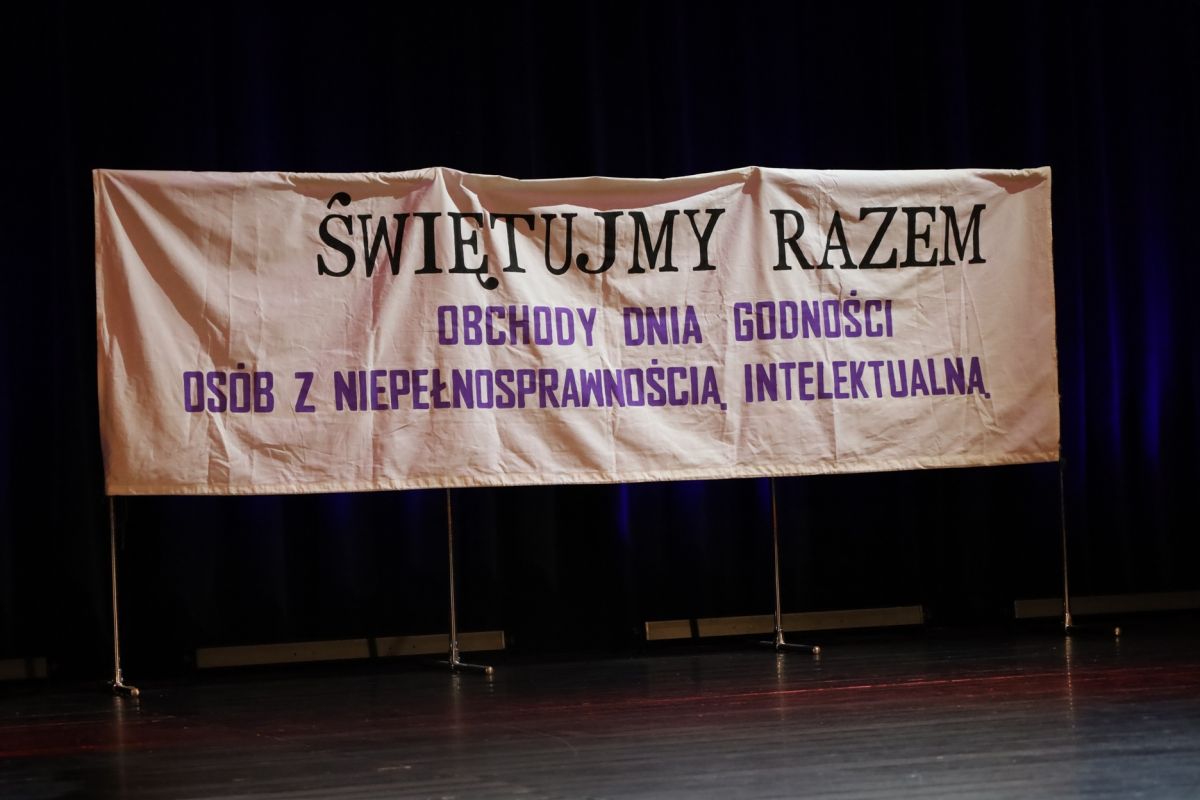 ŚWIĘTUJMY RAZEM
OBCHODY DNIA GODNOŚCI
OSÓB Z NIEPEŁNOSPRAWNOŚCIĄ INTELEKTUALNĄ